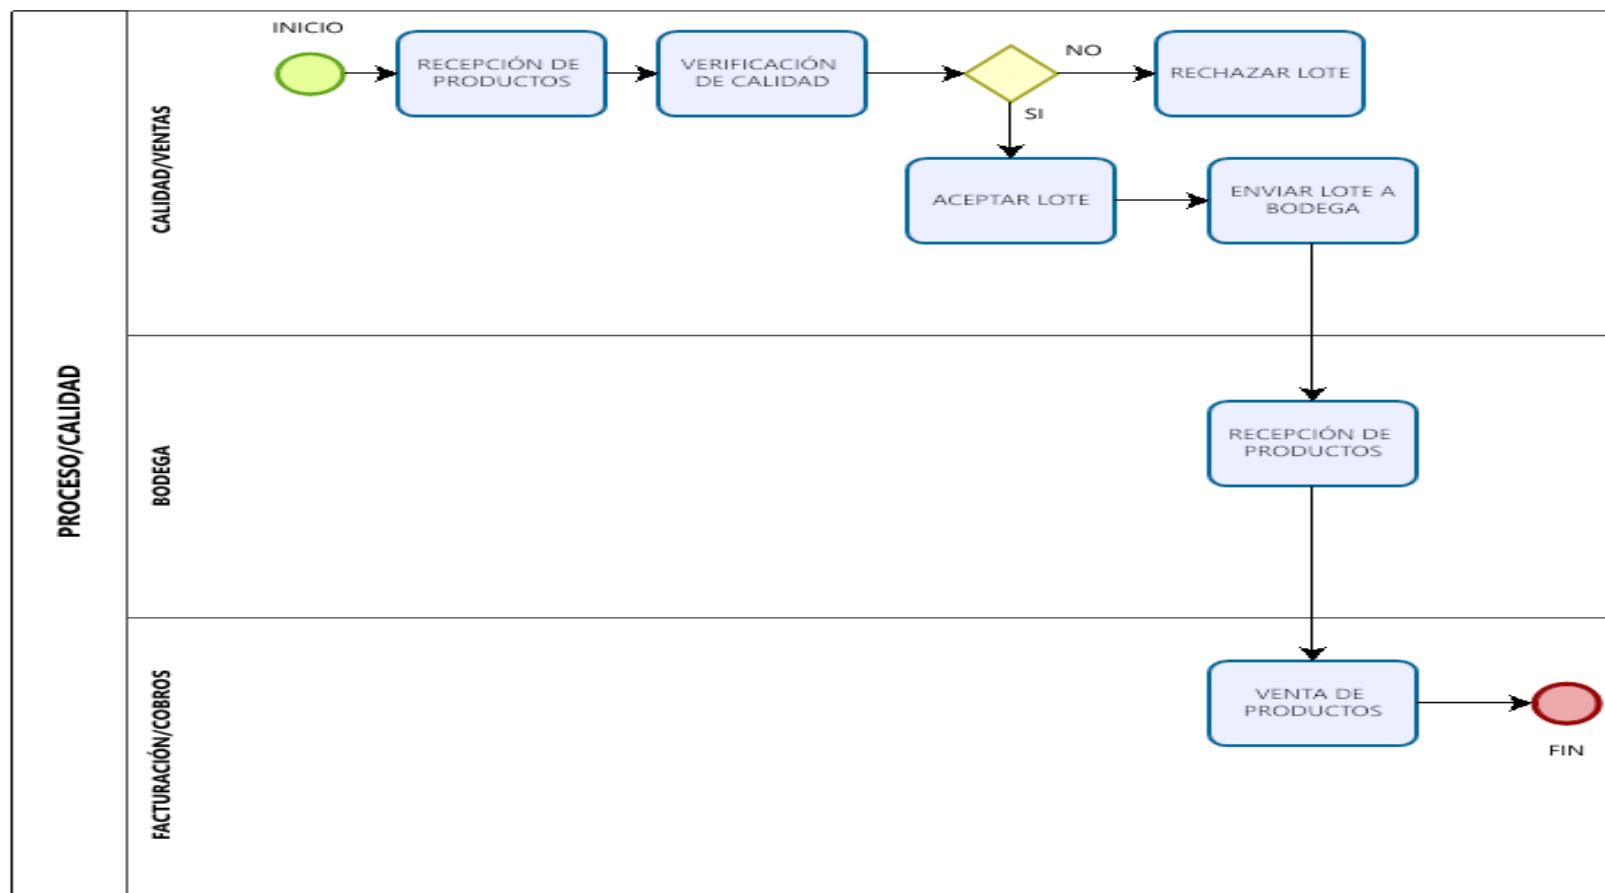 INICIO
RECEPCIÓN DE
PRODUCTOS
VERIFICACIÓN
DE CALIDAD
NO
RECHAZAR LOTE
SI
ACEPTAR LOTE
ENVIAR LOTE A
BODEGA
CALIDAD/VENTAS
PROCESO/CALIDAD
BODEGA
RECEPCIÓN DE
PRODUCTOS
FACTURACIÓN/COBROS
VENTA DE
PRODUCTOS
FIN